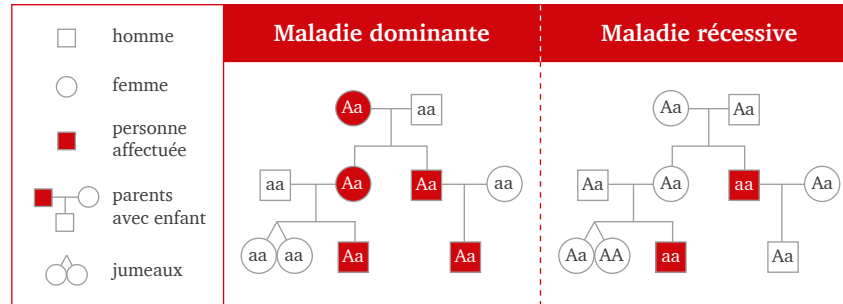 homme
femme
personne
affectuée
parents
avec enfant
jumeaux
Maladie dominante
Aa aa
aa Aa Aa aa
aa aa Aa Aa
Maladie récessive
Aa Aa
Aa Aa aa Aa
Aa AA aa Aa